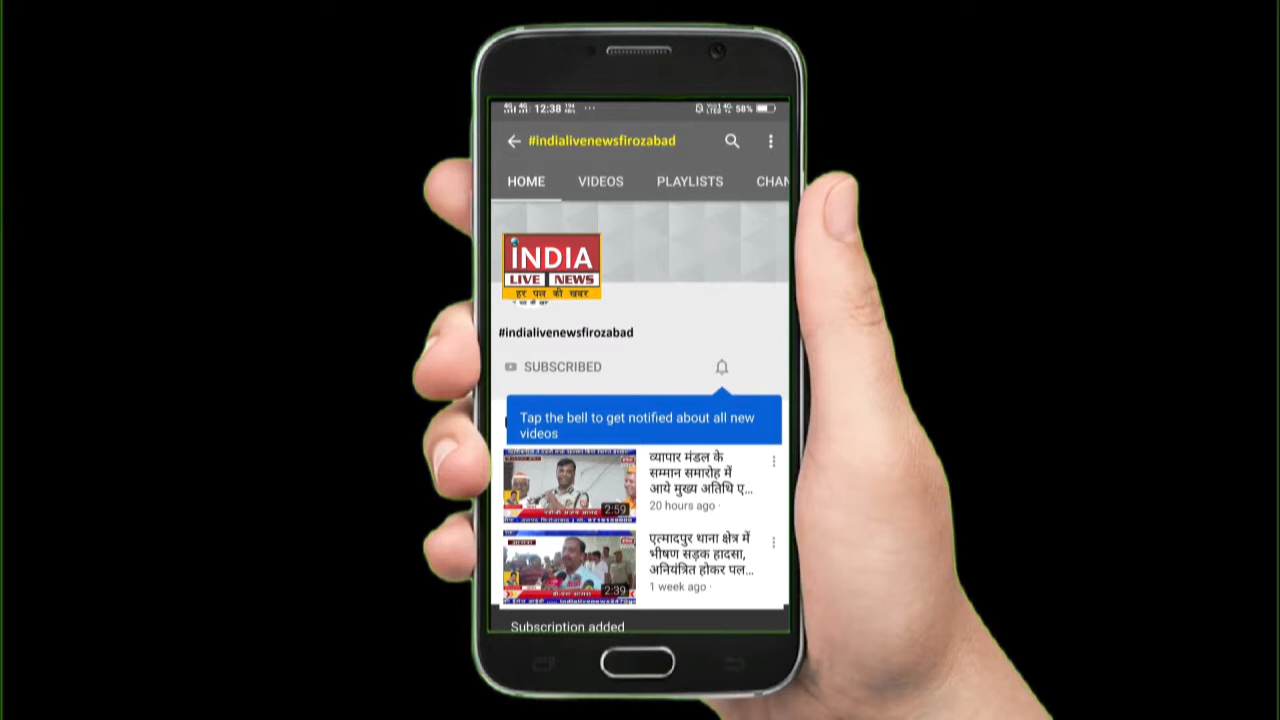 12:38 ... 58%
#indialivenewsfirozabad
HOME VIDEOS PLAYLISTS CHAN
INDIA
LIVE NEWS
हर पल की खबर
#indialivenewsfirozabad
SUBSCRIBED
Tap the bell to get notified about all new
videos
व्यापार मंडल के
सम्मान समारोह में
आये मुख्य अतिथि ए...
20 hours ago ·
2:59
एत्मादपुर थाना क्षेत्र में
भीषण सड़क हादसा,
अनियंत्रित होकर पल...
1 week ago ·
2:39
Subscription added